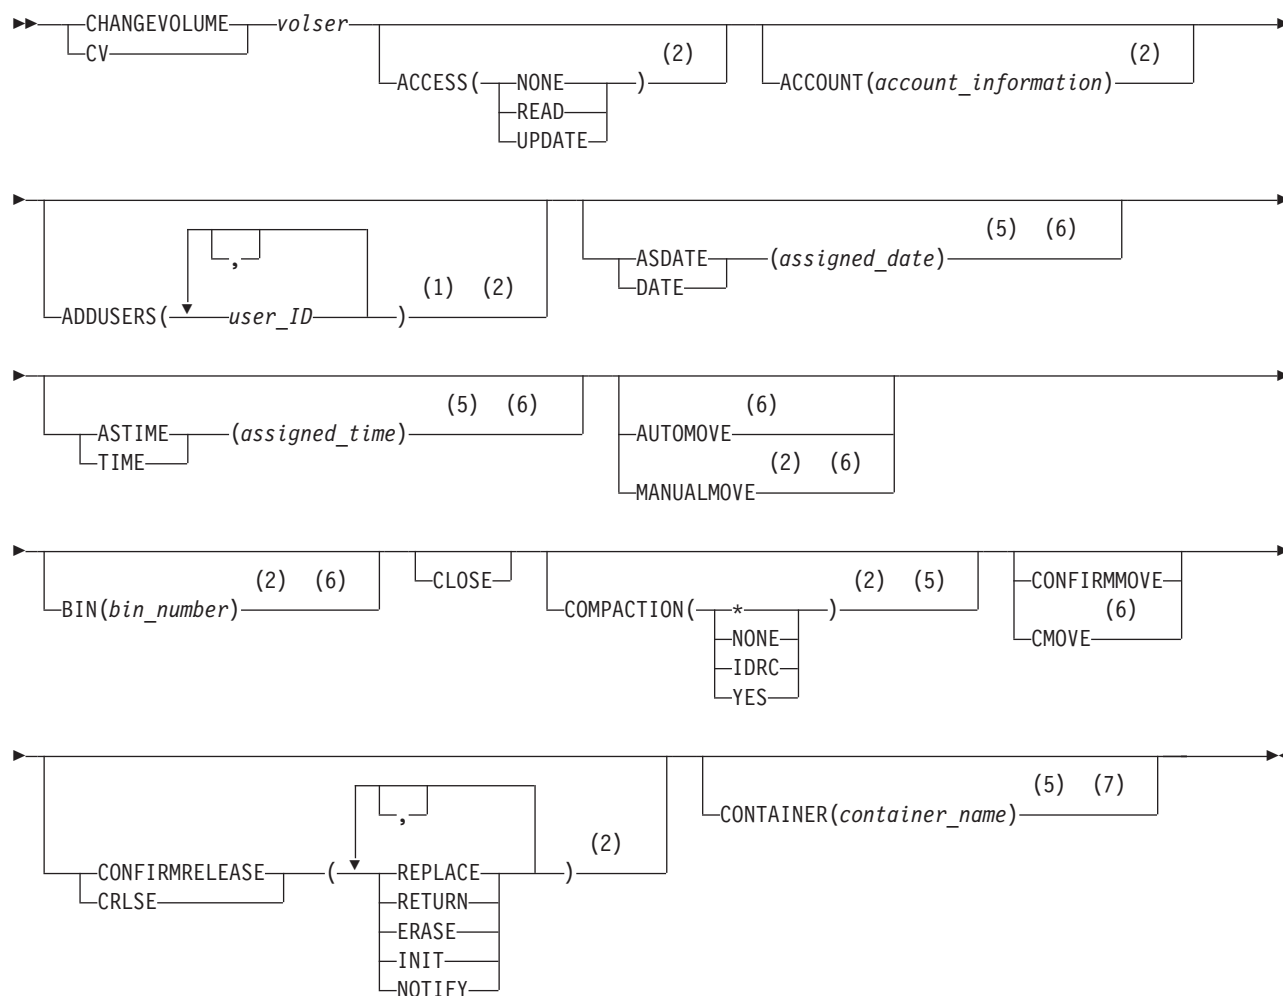 CHANGEVOLUME volser
CV
(2) (2)
ACCESS( NONE ) ACCOUNT(account_information)
READ
UPDATE
,
(5) (6)
ASDATE (assigned_date)
DATE
(1) (2)
ADDUSERS( user_ID )
(5) (6) (6)
ASTIME (assigned_time) AUTOMOVE
TIME
(2) (6)
MANUALMOVE
(2) (6) CLOSE (2) (5) CONFIRMMOVE
BIN(bin_number) COMPACTION( * ) (6)
NONE CMOVE
IDRC
YES
,
(5) (7)
CONTAINER(container_name)
(2)
CONFIRMRELEASE ( REPLACE )
CRLSE RETURN
ERASE
INIT
NOTIFY